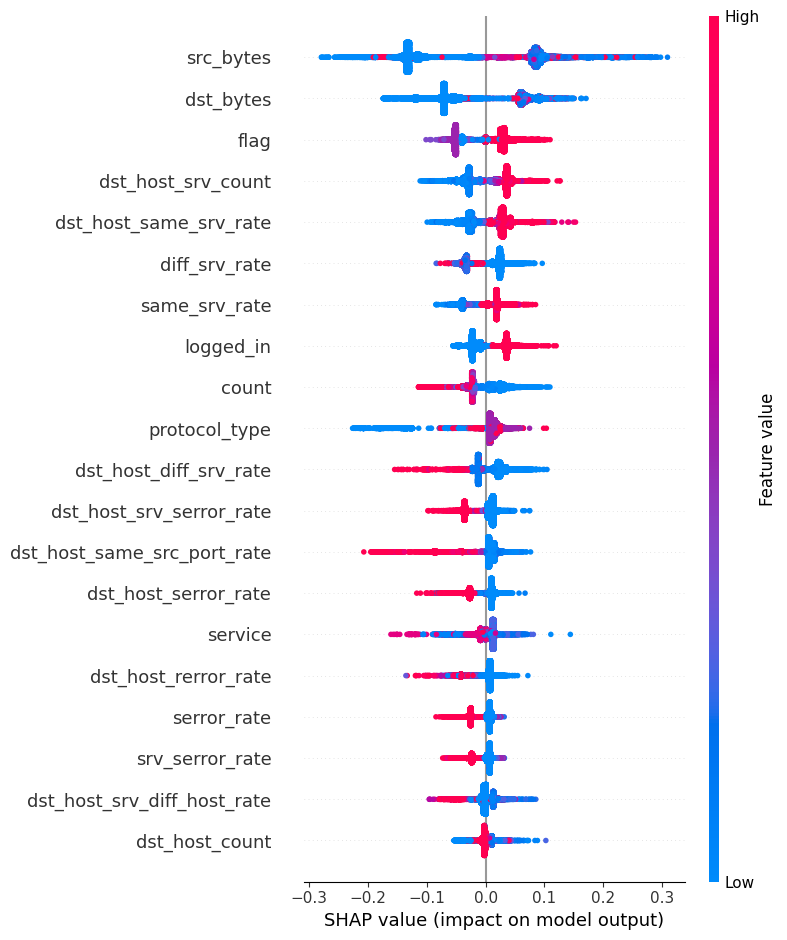 High
src_bytes
dst_bytes
flag
dst_host_srv_count
dst_host_same_srv_rate
diff_srv_rate
same_srv_rate
logged_in
count
protocol_type
dst_host_diff_srv_rate
dst_host_srv_serror_rate
dst_host_same_src_port_rate
dst_host_serror_rate
service
dst_host_rerror_rate
serror_rate
srv_serror_rate
dst_host_srv_diff_host_rate
dst_host_count
Feature value
Low
−0.3 −0.2 −0.1 0.0 0.1 0.2 0.3
SHAP value (impact on model output)